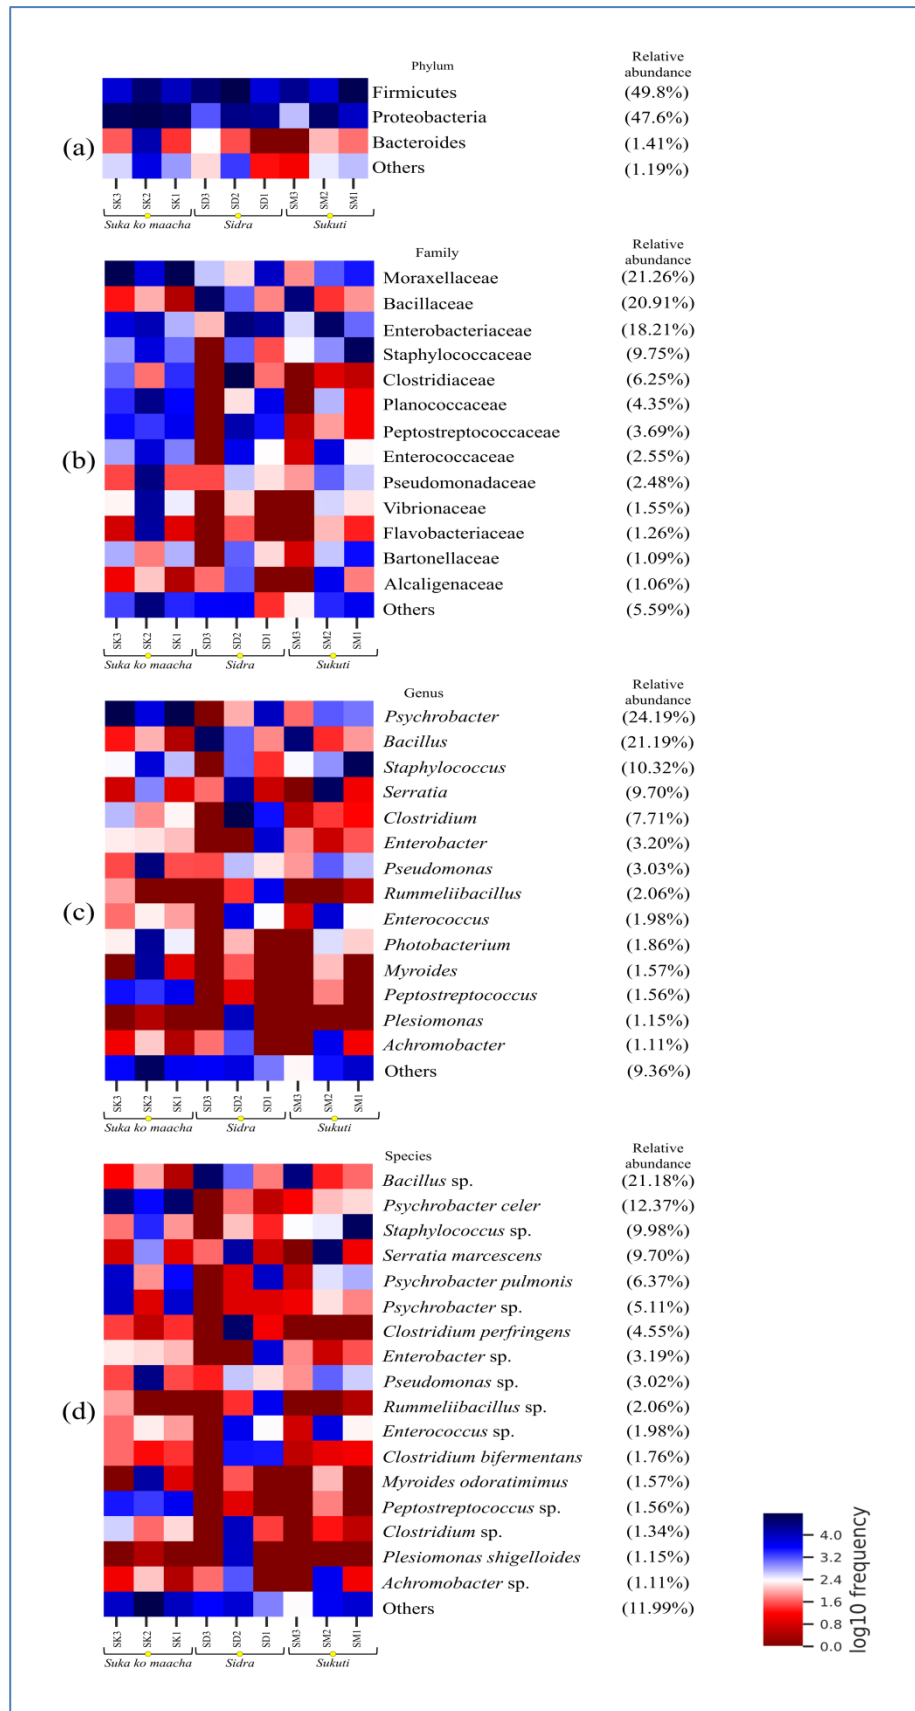 Phylum
Relative
abundance
Firmicutes (49.8%)
Proteobacteria (47.6%)
(a)
Bacteroides (1.41%)
Others (1.19%)
SK3 SK2 SK1 SD3 SD2 SD1 SM3 SM2 SM1
Suka ko maacha Sidra Sukuti
Family
Relative
abundance
Moraxellaceae (21.26%)
Bacillaceae (20.91%)
Enterobacteriaceae (18.21%)
Staphylococcaceae (9.75%)
Clostridiaceae (6.25%)
Planococcaceae (4.35%)
Peptostreptococcaceae (3.69%)
(b)
Enterococcaceae (2.55%)
Pseudomonadaceae (2.48%)
Vibrionaceae (1.55%)
Flavobacteriaceae (1.26%)
Bartonellaceae (1.09%)
Alcaligenaceae (1.06%)
Others (5.59%)
SK3 SK2 SK1 SD3 SD2 SD1 SM3 SM2 SM1
Suka ko maacha Sidra Sukuti
Genus
Relative
abundance
Psychrobacter (24.19%)
Bacillus (21.19%)
Staphylococcus (10.32%)
Serratia (9.70%)
Clostridium (7.71%)
Enterobacter (3.20%)
Pseudomonas (3.03%)
Rummeliibacillus (2.06%)
(c)
Enterococcus (1.98%)
Photobacterium (1.86%)
Myroides (1.57%)
Peptostreptococcus (1.56%)
Plesiomonas (1.15%)
Achromobacter (1.11%)
Others (9.36%)
SK3 SK2 SK1 SD3 SD2 SD1 SM3 SM2 SM1
Suka ko maacha Sidra Sukuti
Species
Relative
abundance
Bacillus sp. (21.18%)
Psychrobacter celer (12.37%)
Staphylococcus sp. (9.98%)
Serratia marcescens (9.70%)
Psychrobacter pulmonis (6.37%)
Psychrobacter sp. (5.11%)
Clostridium perfringens (4.55%)
Enterobacter sp. (3.19%)
Pseudomonas sp. (3.02%)
(d)
Rummeliibacillus sp. (2.06%)
Enterococcus sp. (1.98%)
Clostridium bifermentans (1.76%)
Myroides odoratimimus (1.57%)
Peptostreptococcus sp. (1.56%)
Clostridium sp. (1.34%)
Plesiomonas shigelloides (1.15%)
Achromobacter sp. (1.11%)
Others (11.99%)
SK3 SK2 SK1 SD3 SD2 SD1 SM3 SM2 SM1
Suka ko maacha Sidra Sukuti
4.0
3.2
2.4
1.6
0.8
0.0
log10 frequency